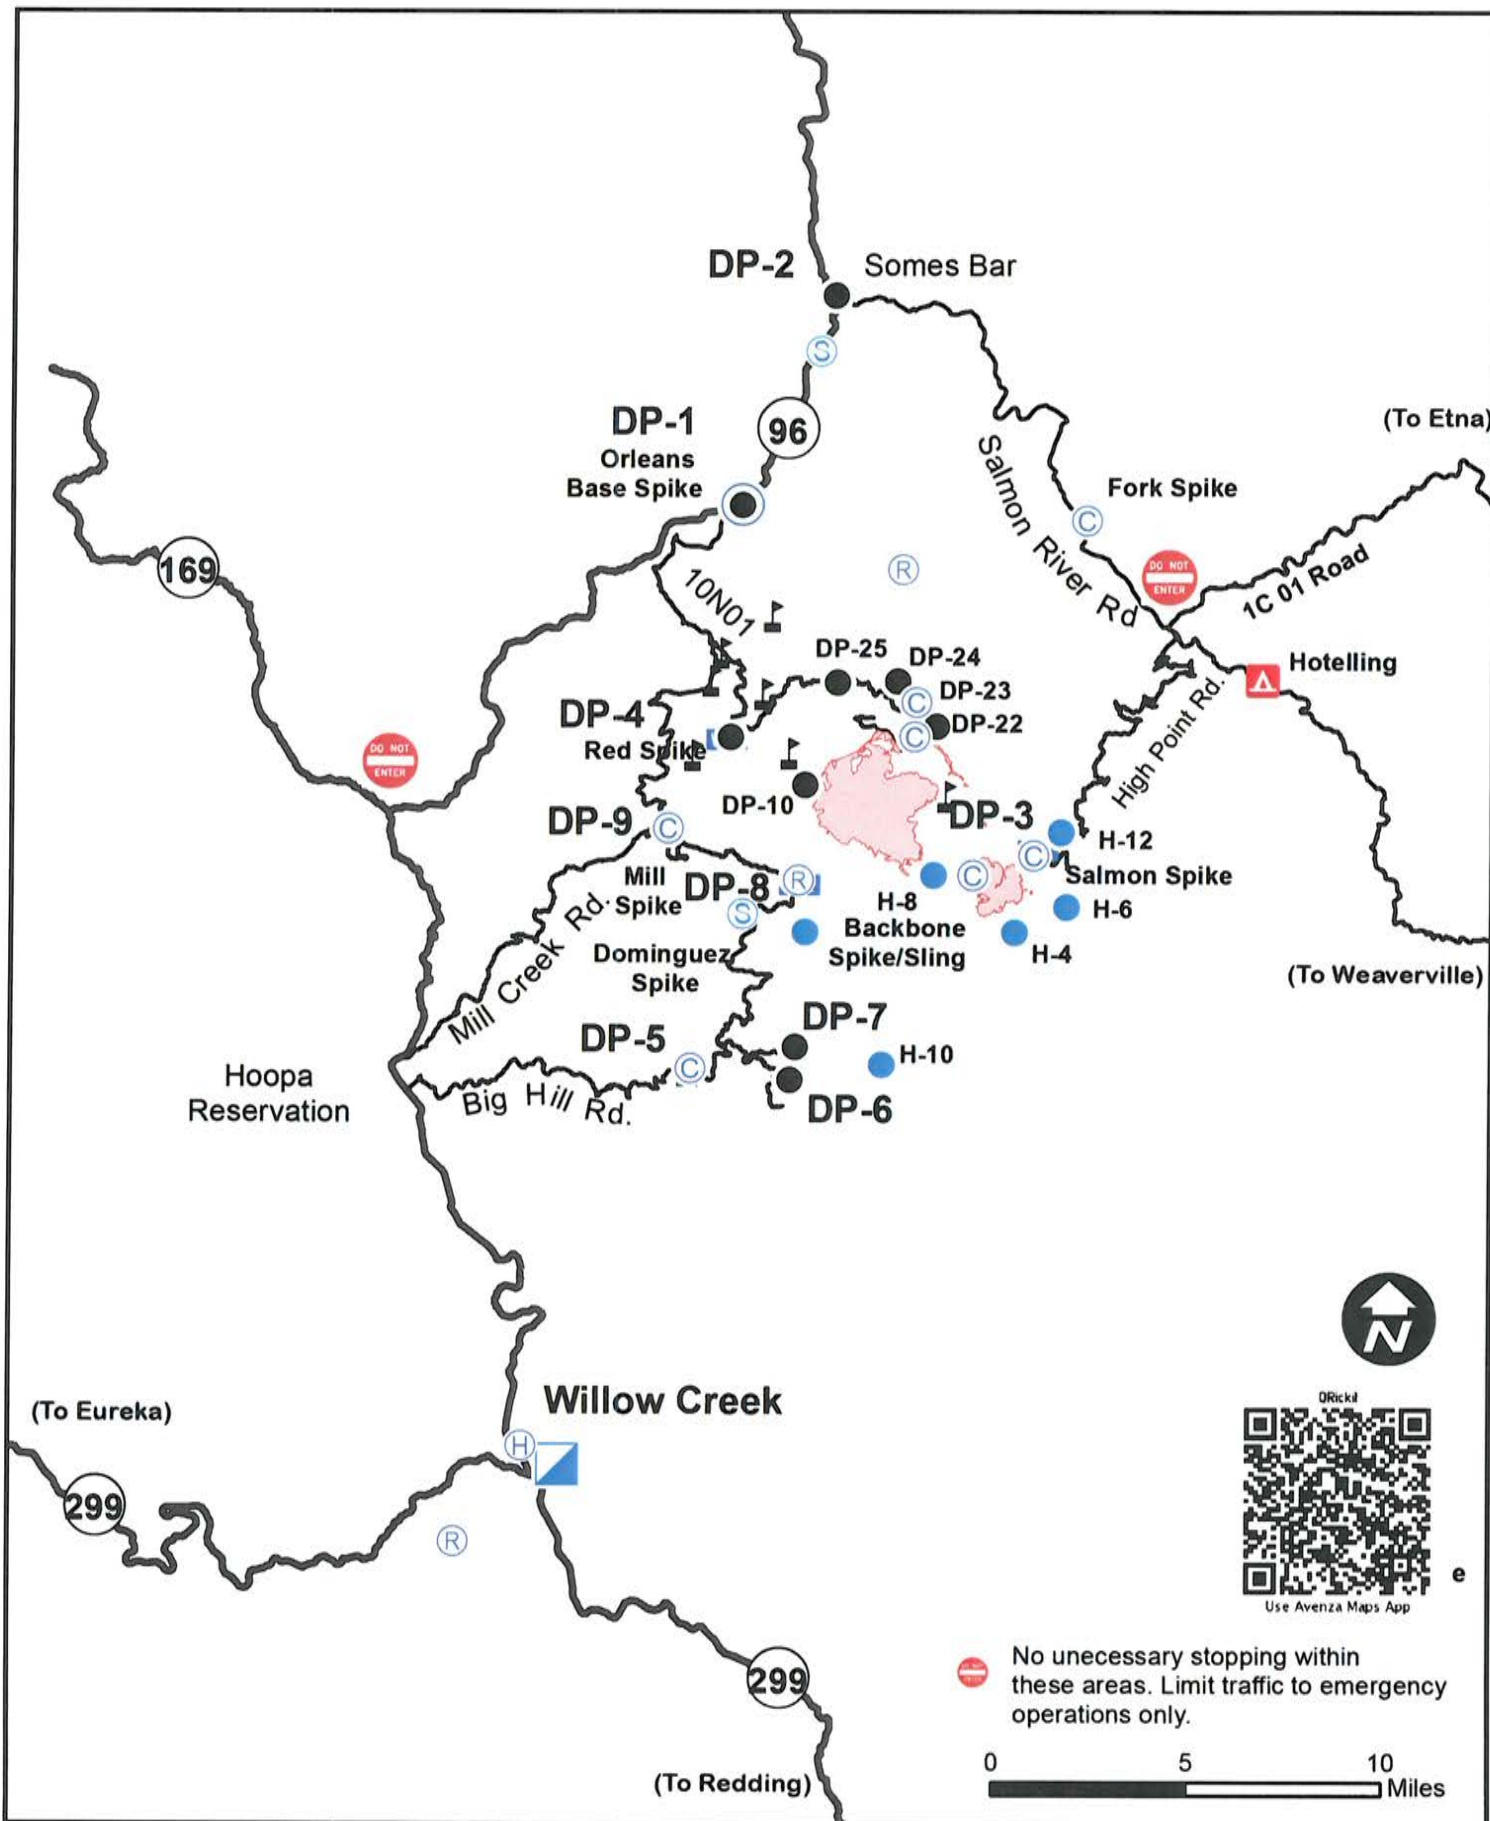 DP-2
Somes Bar
S
DP-1
Orleans
Base Spike
96
(To Etna)
Salmon River Rd
Fork Spike
C
169
R
DO NOT
ENTER
1C 01 Road
10N01
Hotelling
DP-25
DP-24
DP-23
C
DP-22
C
DP-4
Red Spike
High Point Rd.
DO NOT
ENTER
DP-10
DP-3
DP-9
C
H-12
C
Salmon Spike
Mill
Spike
DP-8
R
C
H-8
H-6
S
Backbone
Spike/Sling
H-4
Mill Creek Rd.
Dominguez
Spike
(To Weaverville)
DP-7
DP-5
C
H-10
Hoopa
Reservation
Big Hill Rd.
DP-6
N
Willow Creek
(To Eureka)
H
299
R
QRickit
Use Avenza Maps App
e
No unecessary stopping within
these areas. Limit traffic to emergency
operations only.
299
(To Redding)
0 5 10
Miles